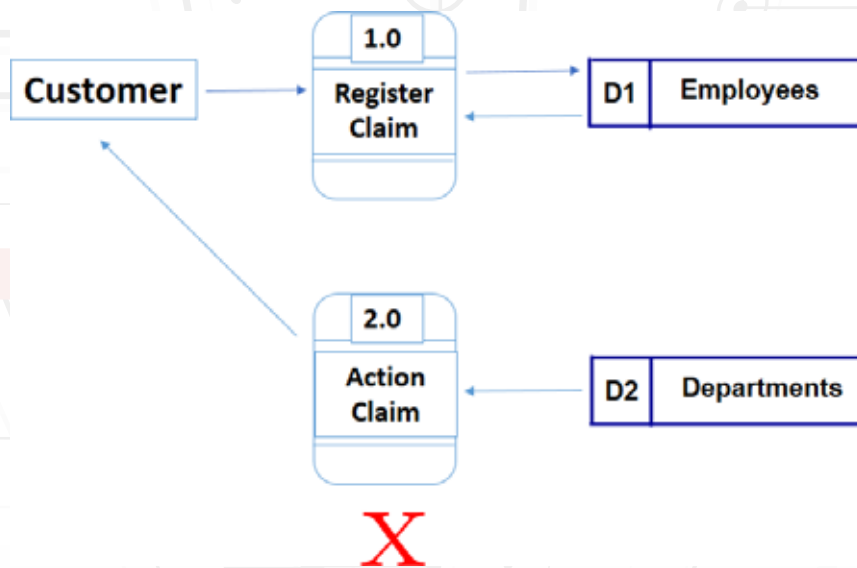 1.0
Customer
Register
Claim
D1 Employees
2.0
Action
Claim
D2 Departments
X